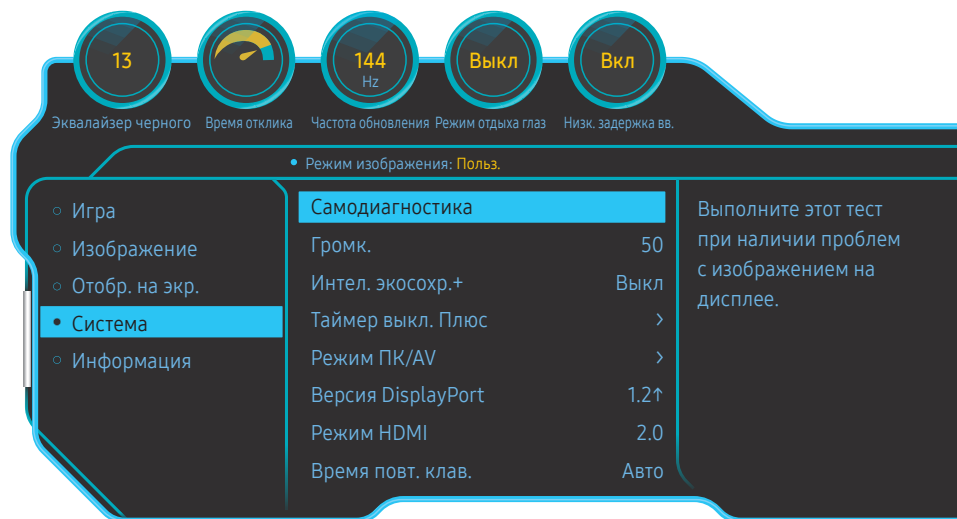 13
144
Hz
Выкл
Вкл
Эквалайзер черного
Время отклика
Частота обновления
Режим отдыха глаз
Низк. задержка вв.
Режим изображения: Польз.
Игра
Изображение
Отобр. на экр.
Система
Информация
Самодиагностика
Громк. 50
Интел. экосохр.+ Выкл
Таймер выкл. Плюс >
Режим ПК/AV >
Версия DisplayPort 1.2↑
Режим HDMI 2.0
Время повт. клав. Авто
Выполните этот тест
при наличии проблем
с изображением на
дисплее.